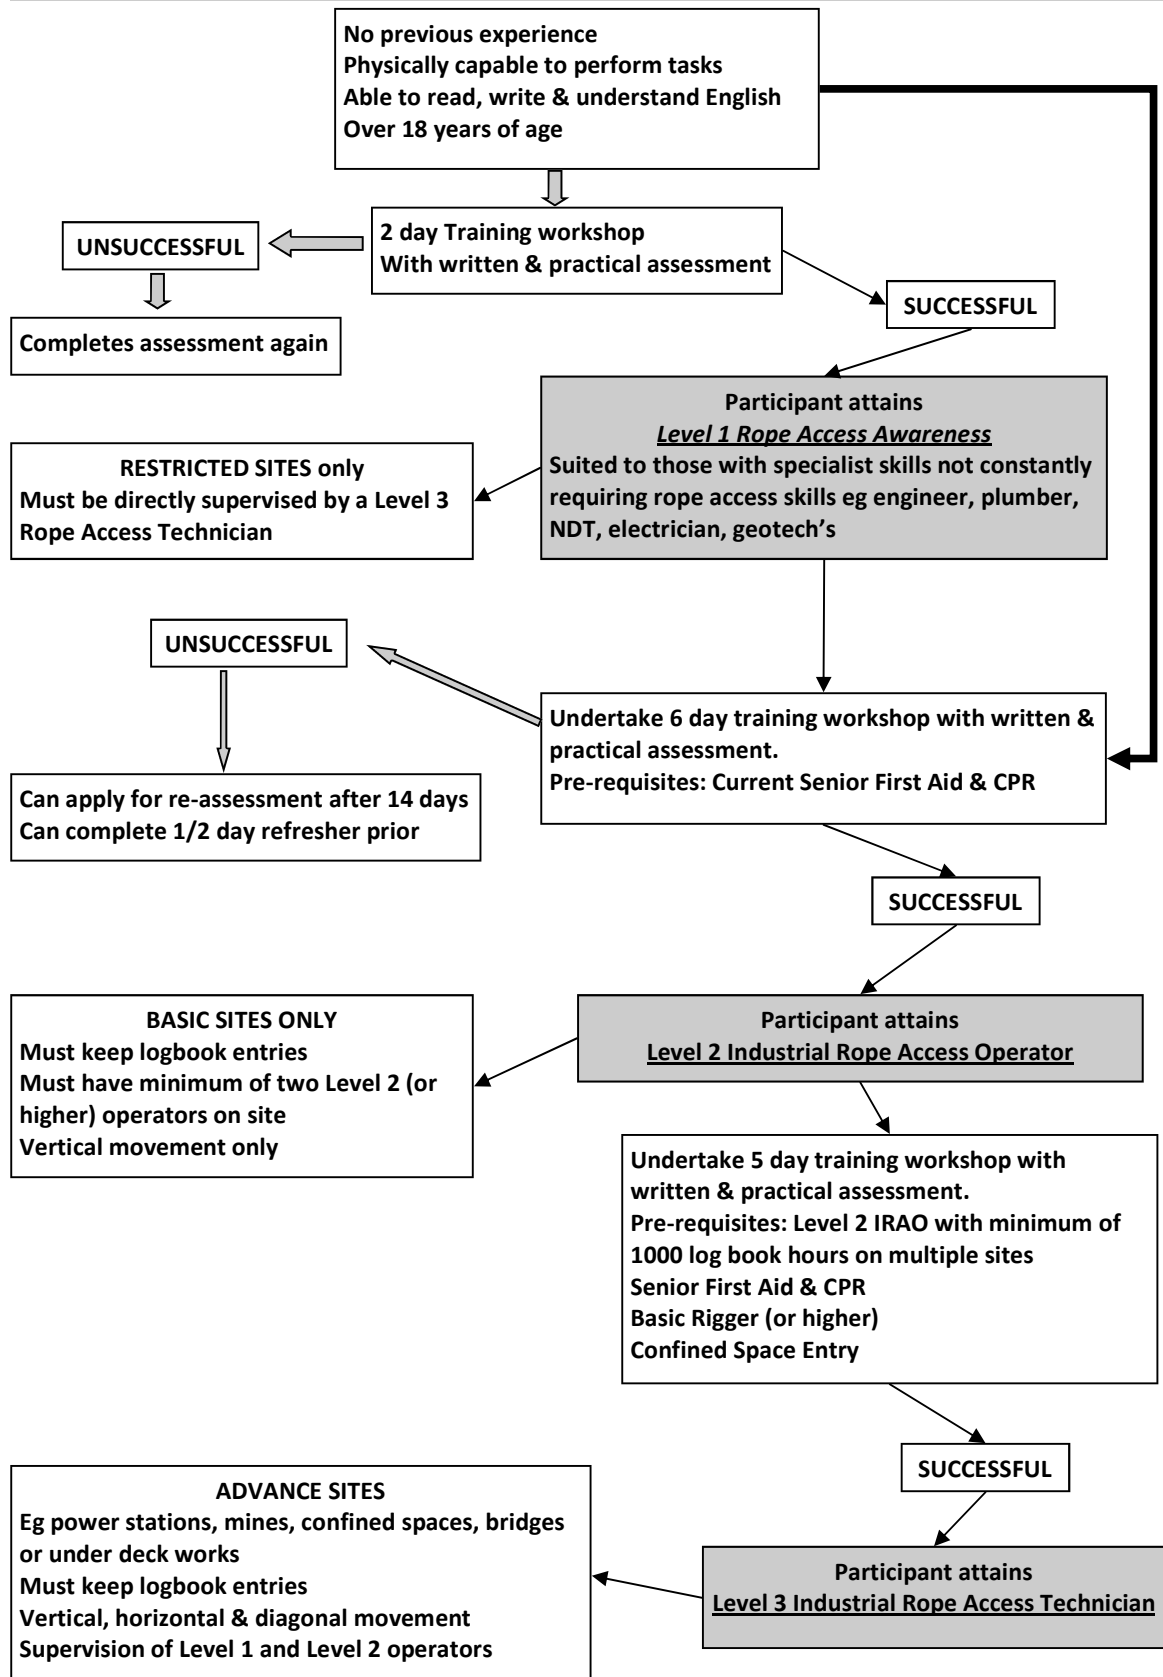 No previous experience
Physically capable to perform tasks
Able to read, write & understand English
Over 18 years of age
2 day Training workshop
With written & practical assessment
UNSUCCESSFUL
SUCCESSFUL
Completes assessment again
Participant attains
Level 1 Rope Access Awareness
Suited to those with specialist skills not constantly
requiring rope access skills eg engineer, plumber,
NDT, electrician, geotech's
RESTRICTED SITES only
Must be directly supervised by a Level 3
Rope Access Technician
UNSUCCESSFUL
Undertake 6 day training workshop with written &
practical assessment.
Pre-requisites: Current Senior First Aid & CPR
Can apply for re-assessment after 14 days
Can complete 1/2 day refresher prior
SUCCESSFUL
Participant attains
Level 2 Industrial Rope Access Operator
BASIC SITES ONLY
Must keep logbook entries
Must have minimum of two Level 2 (or
higher) operators on site
Vertical movement only
Undertake 5 day training workshop with
written & practical assessment.
Pre-requisites: Level 2 IRAO with minimum of
1000 log book hours on multiple sites
Senior First Aid & CPR
Basic Rigger (or higher)
Confined Space Entry
SUCCESSFUL
ADVANCE SITES
Eg power stations, mines, confined spaces, bridges
or under deck works
Must keep logbook entries
Vertical, horizontal & diagonal movement
Supervision of Level 1 and Level 2 operators
Participant attains
Level 3 Industrial Rope Access Technician